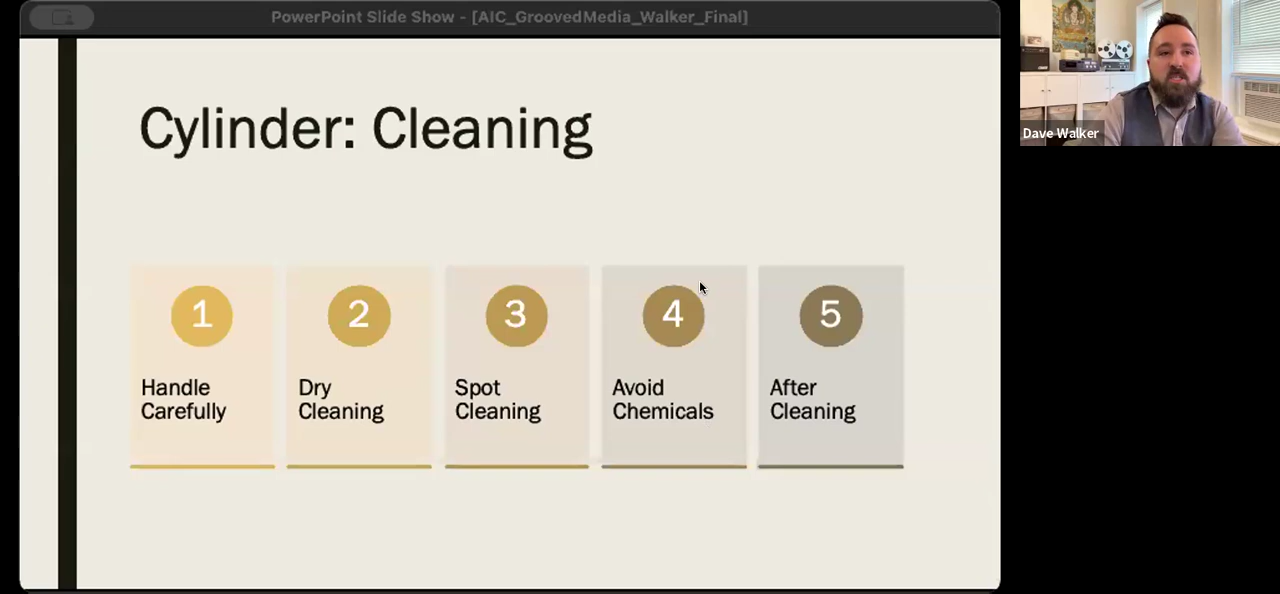 PowerPoint Slide Show - [AIC_GroovedMedia_Walker_Final]
Cylinder: Cleaning
1
Handle
Carefully
2
Dry
Cleaning
3
Spot
Cleaning
4
Avoid
Chemicals
5
After
Cleaning
Dave Walker